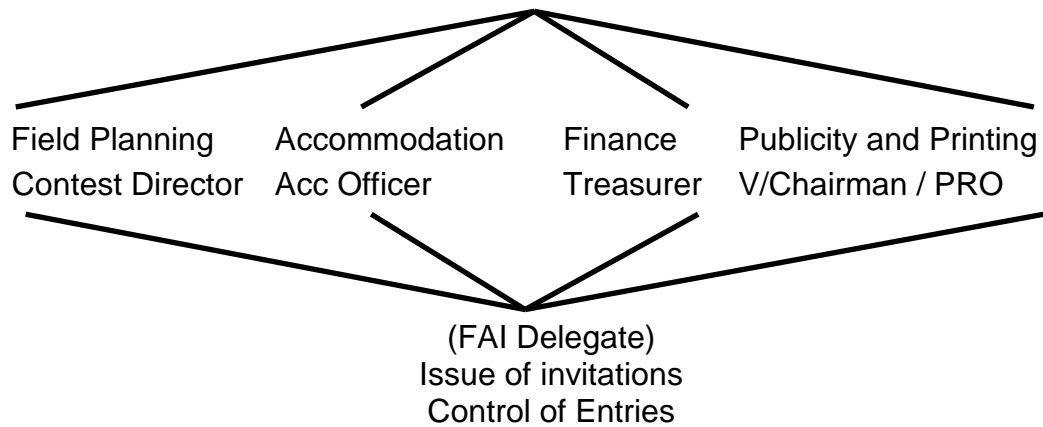 Field Planning Accommodation Finance Publicity and Printing
Contest Director Acc Officer Treasurer V/Chairman / PRO
(FAI Delegate)
Issue of invitations
Control of Entries